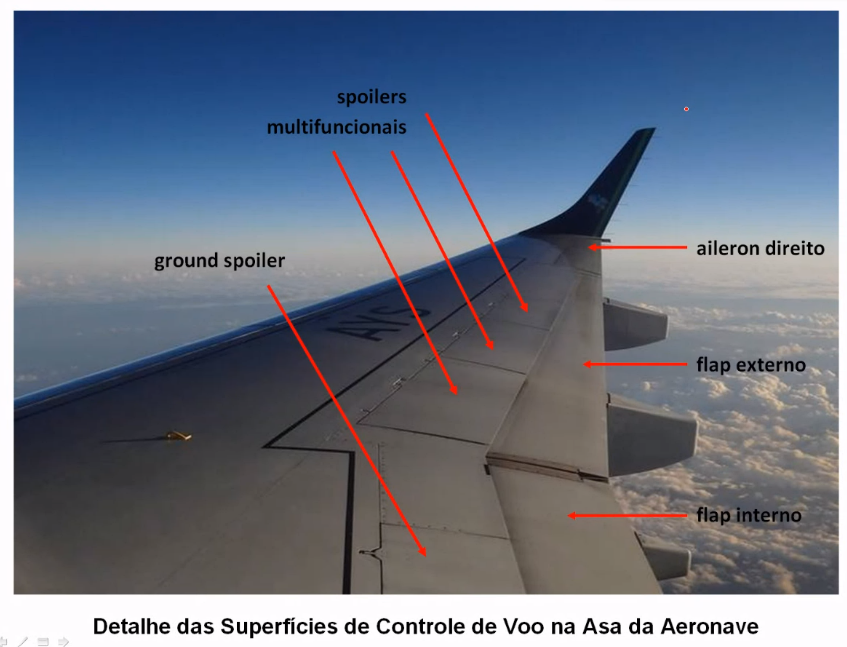 spoilers
multifuncionais
ground spoiler
aileron direito
AYS
flap externo
flap interno
Detalhe das Superfícies de Controle de Voo na Asa da Aeronave